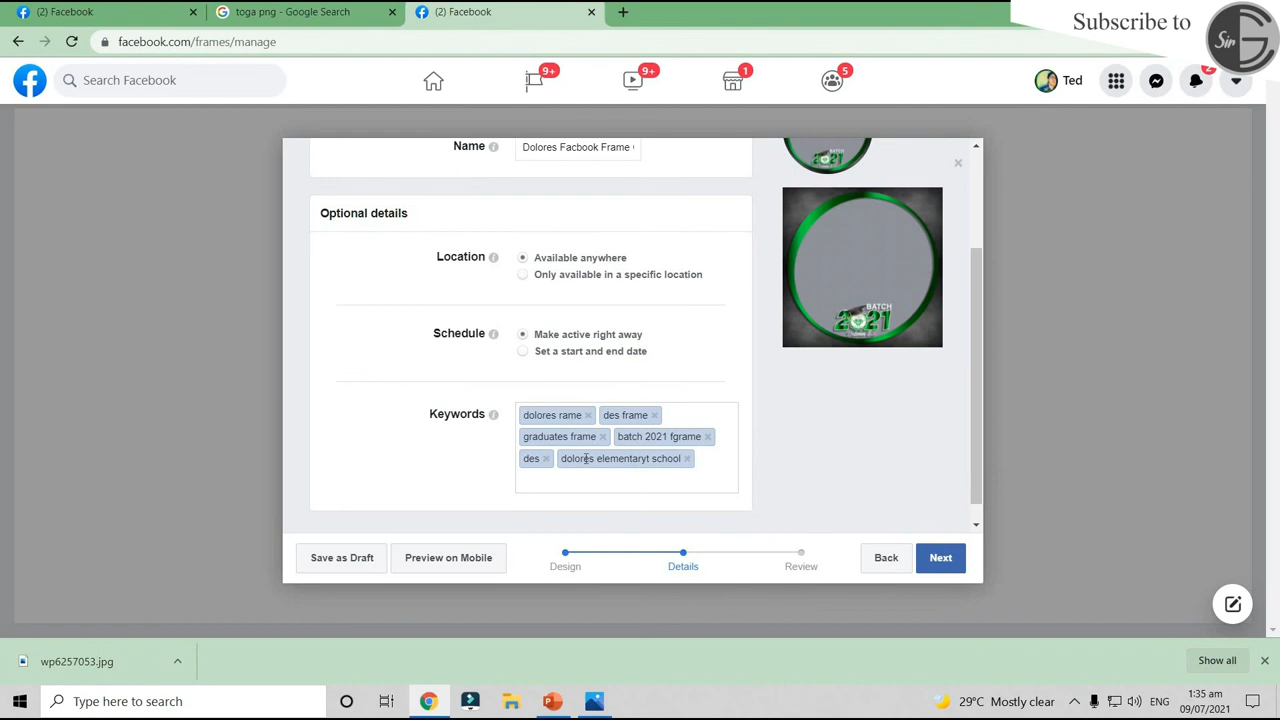 (2) Facebook
toga png - Google Search
(2) Facebook
Subscribe to
Sir G
facebook.com/frames/manage
Search Facebook
9+
9+
1
5
Ted
2
Name
Dolores Facbook Frame
Optional details
Location
Available anywhere
Only available in a specific location
Schedule
Make active right away
Set a start and end date
Keywords
dolores rame
des frame
graduates frame
batch 2021 fgrame
des
dolores elementaryt school
2021
BATCH
2021
Save as Draft
Preview on Mobile
Design
Details
Review
Back
Next
wp6257053.jpg
Show all
Type here to search
29°C Mostly clear
ENG
1:35 am
09/07/2021